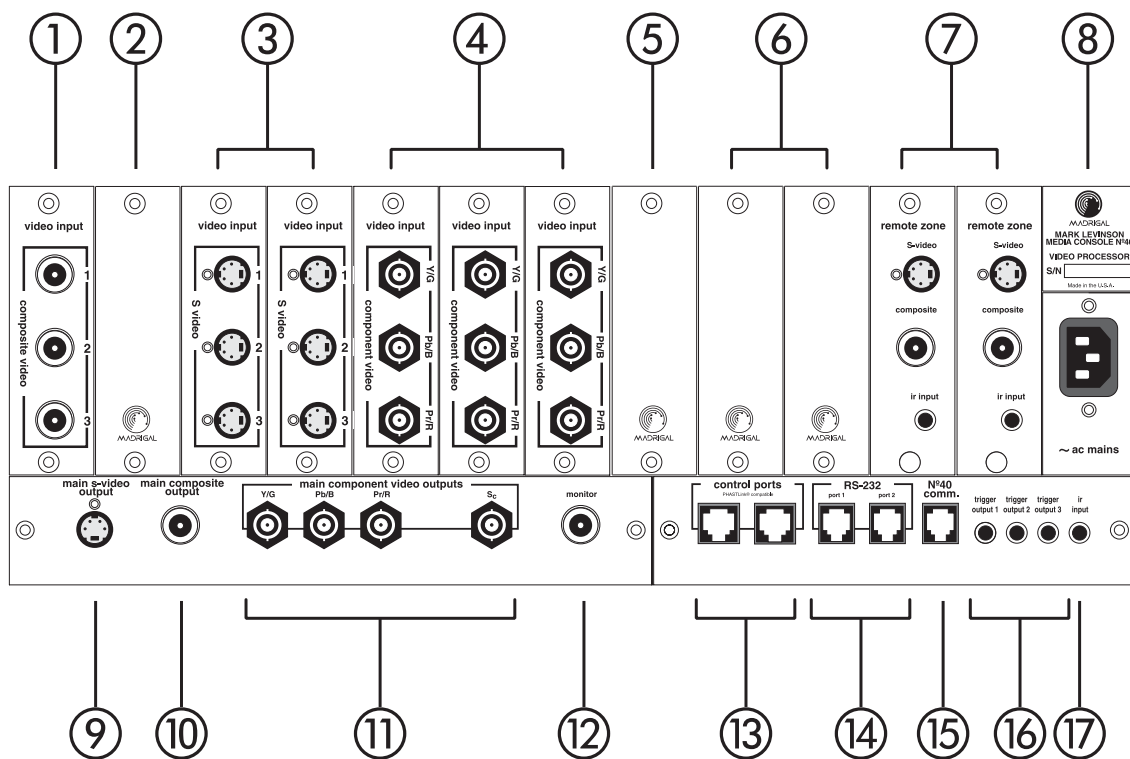 1 2 3 4 5 6 7 8
video input
composite video
1
2
3
MADRIGAL
video input
S video
1
2
3
video input
S video
1
2
3
video input
component video
Y/G
Pb/B
Pr/R
video input
component video
Y/G
Pb/B
Pr/R
video input
component video
Y/G
Pb/B
Pr/R
MADRIGAL
MADRIGAL
MADRIGAL
remote zone
S-video
composite
ir input
remote zone
S-video
composite
ir input
MADRIGAL
MARK LEVINSON
MEDIA CONSOLE Nº40
VIDEO PROCESSOR
S/N
Made in the U.S.A.
~ ac mains
main s-video
output
main composite
output
main component video outputs
Y/G Pb/B Pr/R Sc
monitor
control ports
PHASTLink® compatible
RS-232
port 1 port 2
Nº40
comm.
trigger
output 1
trigger
output 2
trigger
output 3
ir
input
9 10 11 12 13 14 15 16 17